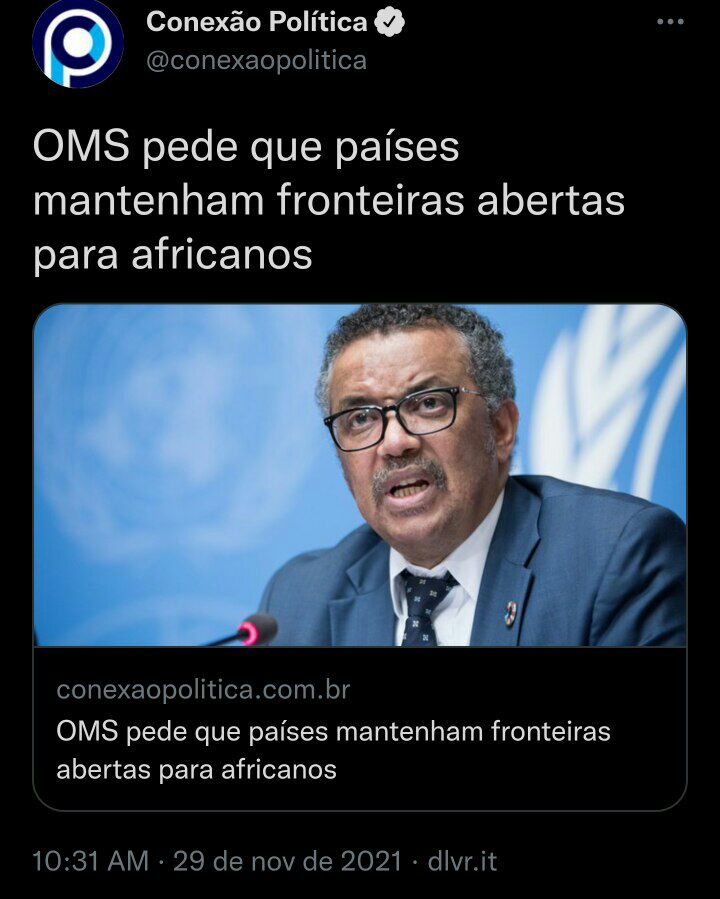 Conexão Política
@conexaopolitica
OMS pede que países
mantenham fronteiras abertas
para africanos
conexaopolitica.com.br
OMS pede que países mantenham fronteiras
abertas para africanos
10:31 AM · 29 de nov de 2021 · dlvr.it